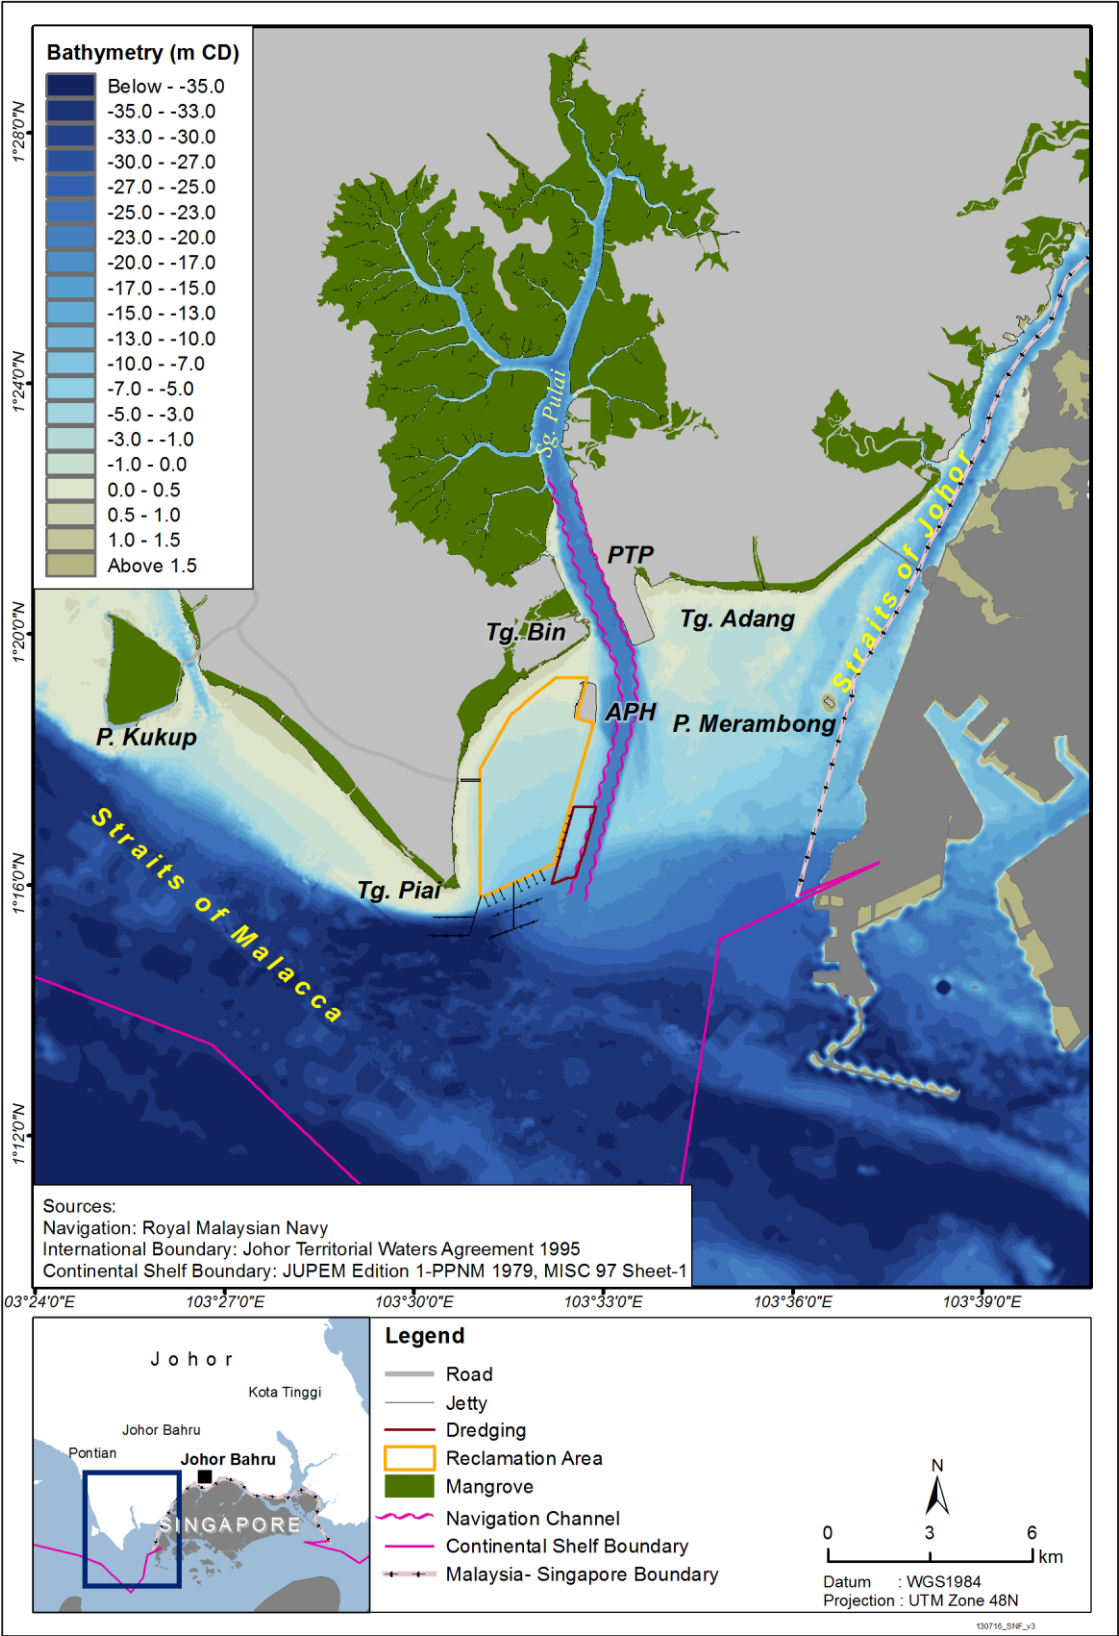 Bathymetry (m CD)
Below - -35.0
-35.0 - -33.0
-33.0 - -30.0
-30.0 - -27.0
-27.0 - -25.0
-25.0 - -23.0
-23.0 - -20.0
-20.0 - -17.0
-17.0 - -15.0
-15.0 - -13.0
-13.0 - -10.0
-10.0 - -7.0
-7.0 - -5.0
-5.0 - -3.0
-3.0 - -1.0
-1.0 - 0.0
0.0 - 0.5
0.5 - 1.0
1.0 - 1.5
Above 1.5
1°28'0"N
1°24'0"N
1°20'0"N
1°16'0"N
1°12'0"N
Sg. Pulai
Straits of Johor
PTP
Tg. Bin
Tg. Adang
APH
P. Merambong
P. Kukup
Straits of Malacca
Tg. Piai
Sources:
Navigation: Royal Malaysian Navy
International Boundary: Johor Territorial Waters Agreement 1995
Continental Shelf Boundary: JUPEM Edition 1-PPNM 1979, MISC 97 Sheet-1
03°24'0"E
103°27'0"E
103°30'0"E
103°33'0"E
103°36'0"E
103°39'0"E
Johor
Kota Tinggi
Johor Bahru
Pontian
Johor Bahru
SINGAPORE
Legend
Road
Jetty
Dredging
Reclamation Area
Mangrove
Navigation Channel
Continental Shelf Boundary
Malaysia- Singapore Boundary
N
0 3 6
km
Datum : WGS1984
Projection : UTM Zone 48N
130716_SNF_v3